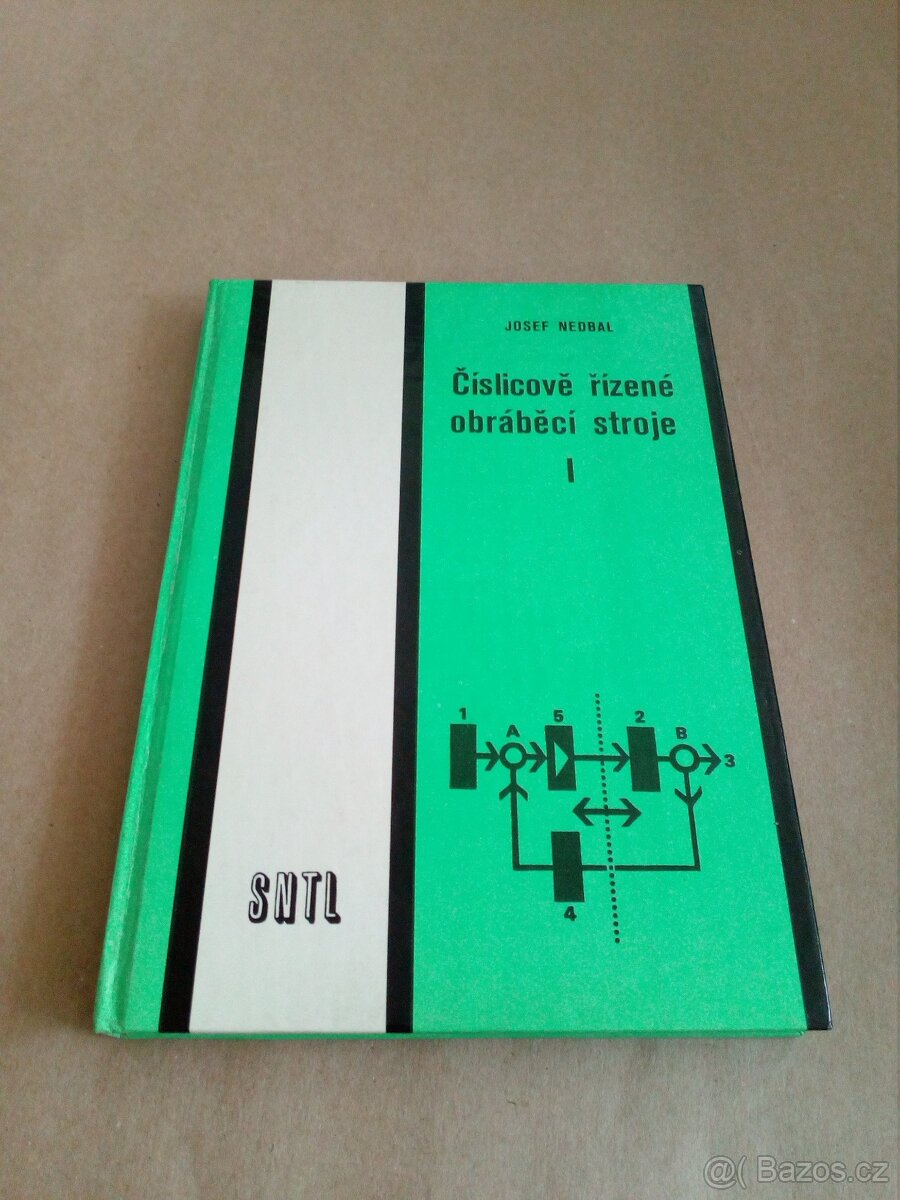 JOSEF NEDBAL
Číslicově řízené
obráběcí stroje
I
1
A
5
2
B
3
4
SNTL
@( Bazos.cz